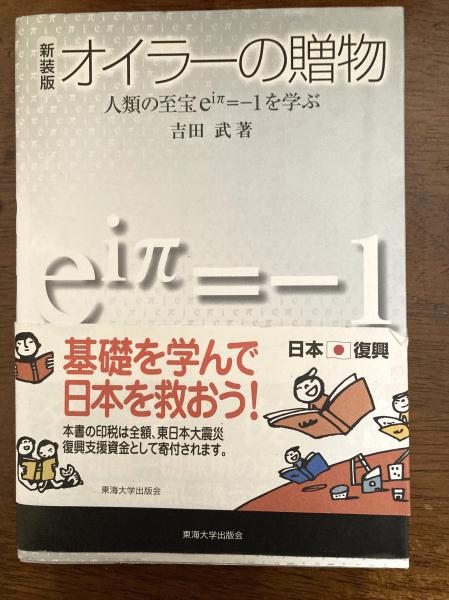 新装版
オイラーの贈物
人類の至宝eiπ=−1を学ぶ
吉田 武 著
eiπ=−1
基礎を学んで
日本を救おう!
日本 復興
本書の印税は全額、東日本大震災
復興支援資金として寄付されます。
東海大学出版会
東海大学出版会